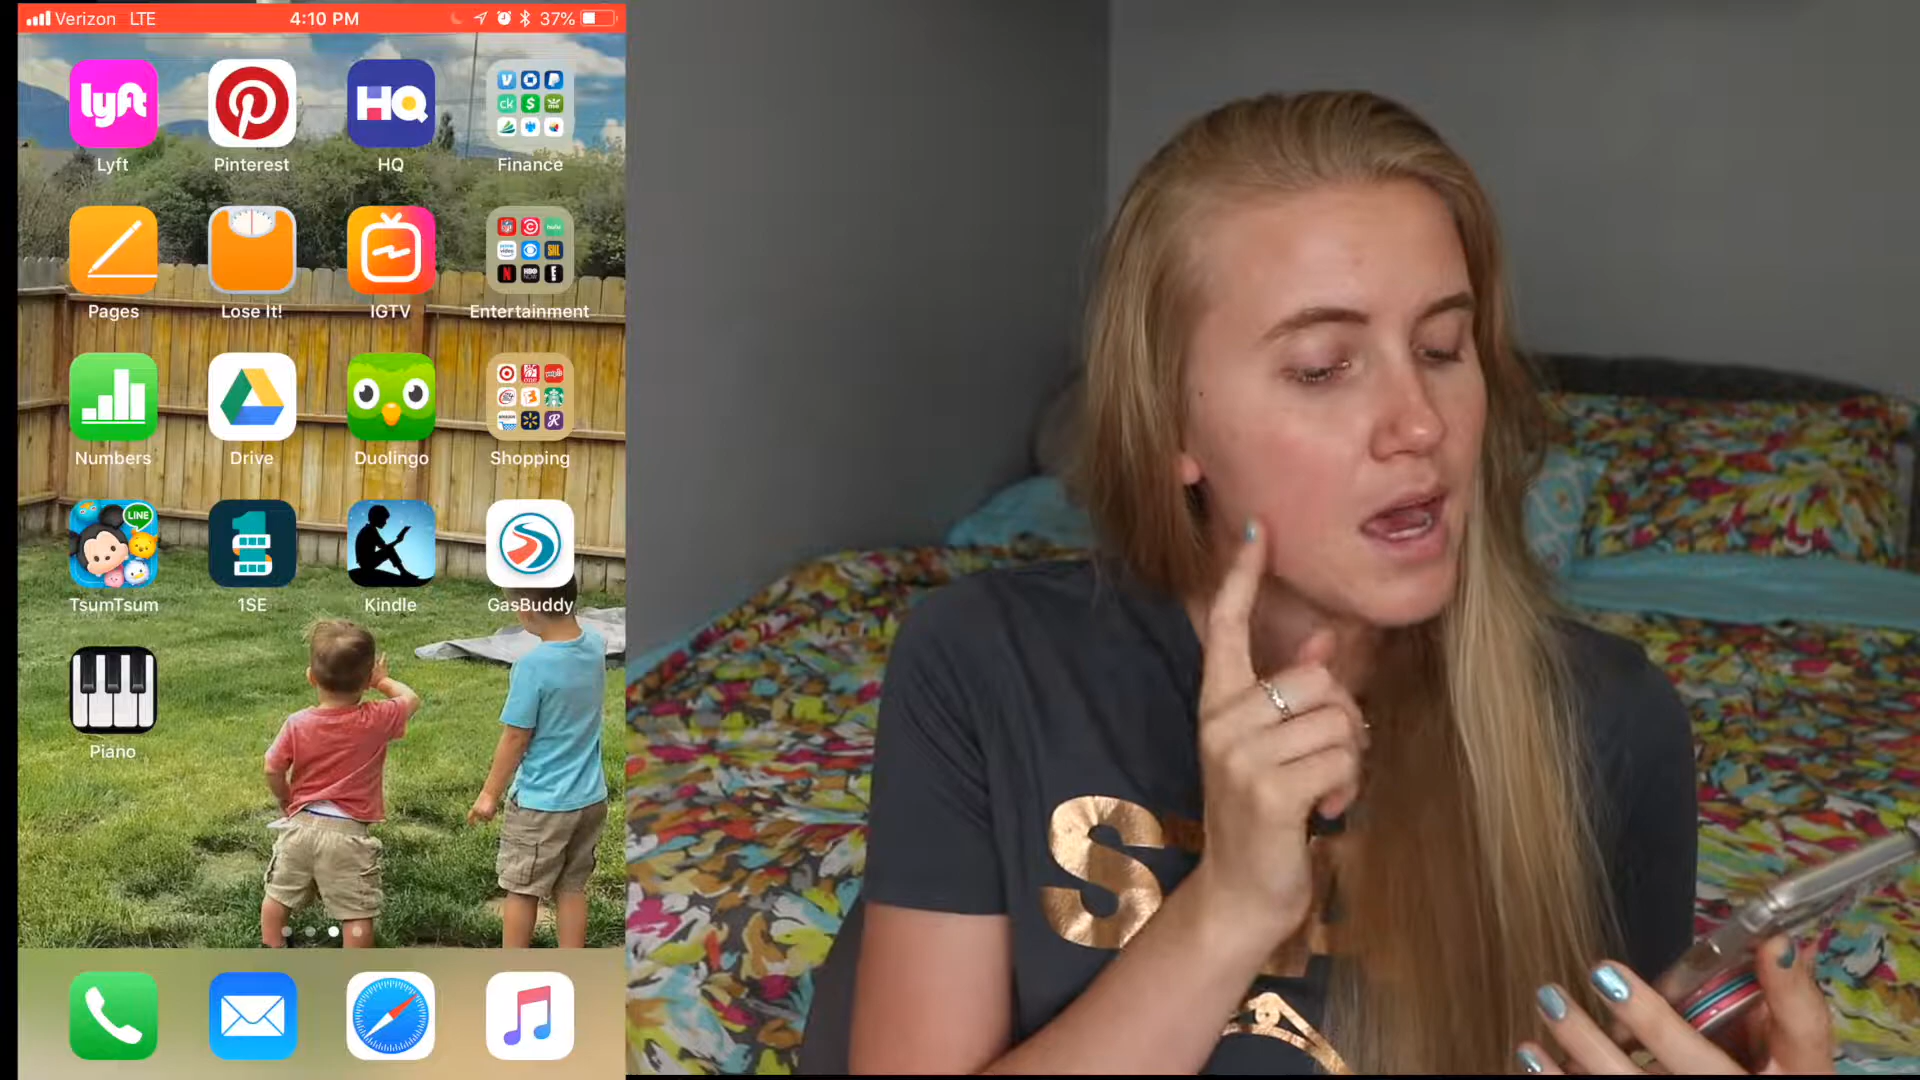 Verizon LTE 4:10 PM 37%
lyft HQ
Lyft Pinterest HQ Finance
Pages Lose It! IGTV Entertainment
Numbers Drive Duolingo Shopping
LINE
TsumTsum 1SE Kindle GasBuddy
Piano